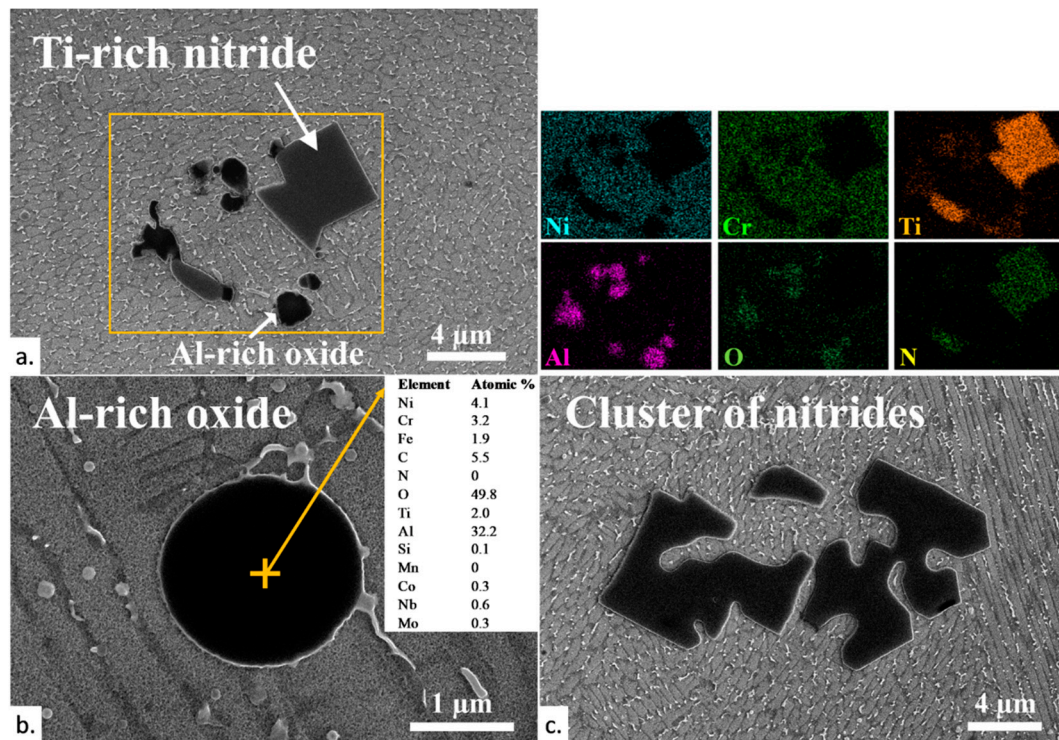 Ti-rich nitride
Al-rich oxide
4 μm
a.
Ni
Cr
Ti
Al
O
N
Al-rich oxide
Element Atomic %
Ni 4.1
Cr 3.2
Fe 1.9
C 5.5
N 0
O 49.8
Ti 2.0
Al 32.2
Si 0.1
Mn 0
Co 0.3
Nb 0.6
Mo 0.3
1 μm
b.
Cluster of nitrides
4 μm
c.